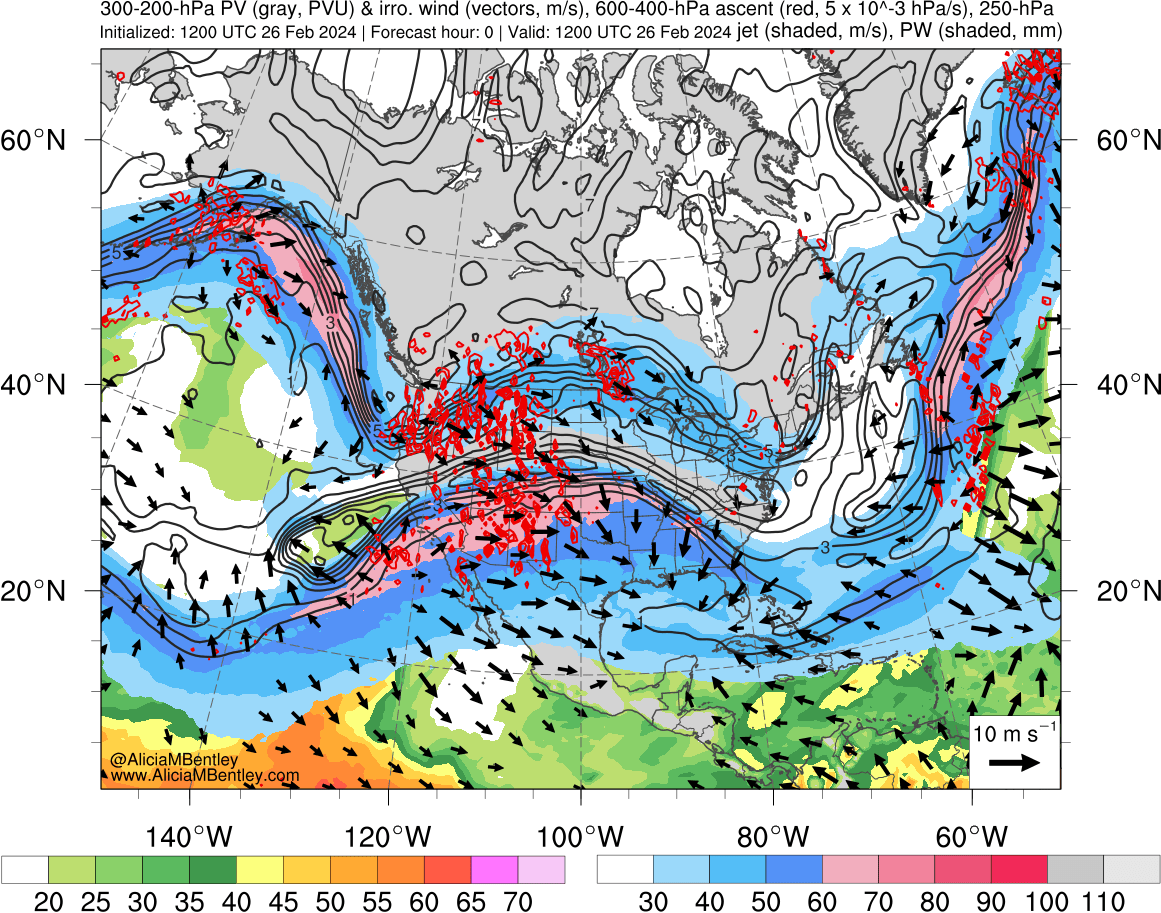 300-200-hPa PV (gray, PVU) & irro. wind (vectors, m/s), 600-400-hPa ascent (red, 5 x 10^-3 hPa/s), 250-hPa
Initialized: 1200 UTC 26 Feb 2024 | Forecast hour: 0 | Valid: 1200 UTC 26 Feb 2024 jet (shaded, m/s), PW (shaded, mm)
7
60°N 60°N
7
5
3
7
40°N 40°N
5
3
5
3
20°N 20°N
1
1
10 m s⁻¹
@AliciaMBentley
www.AliciaMBentley.com
140°W 120°W 100°W 80°W 60°W
20 25 30 35 40 45 50 55 60 65 70 30 40 50 60 70 80 90 100 110